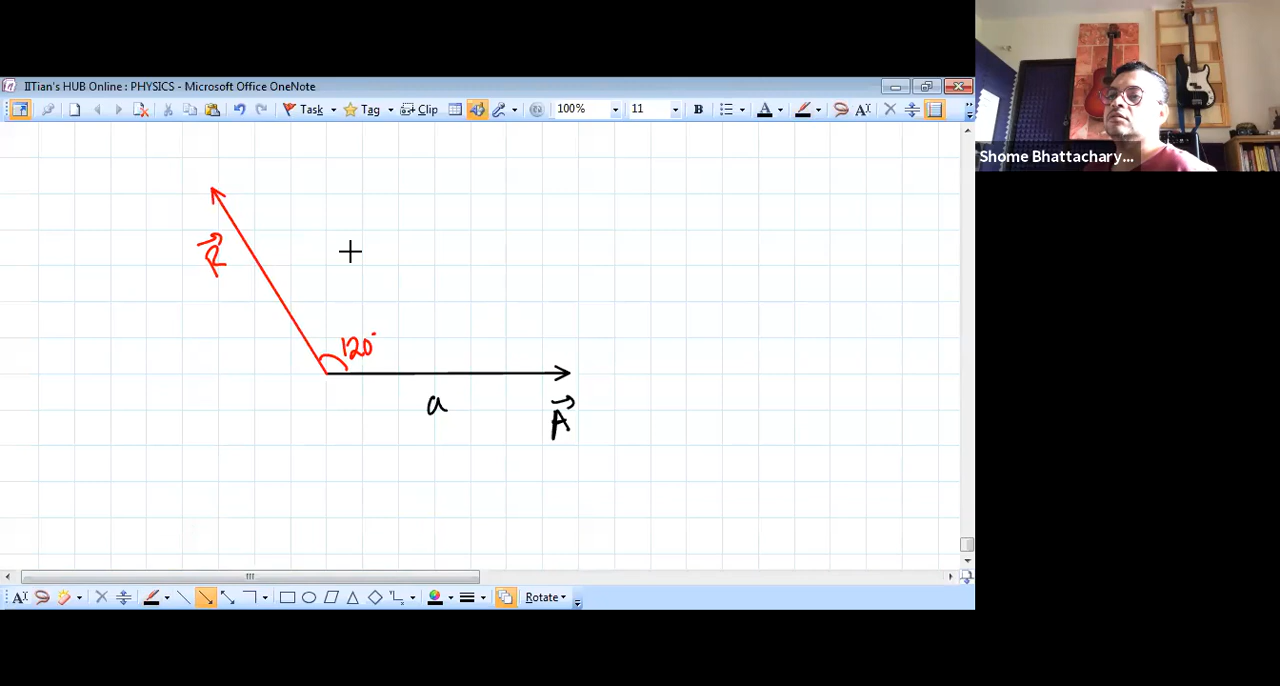 IITian's HUB Online : PHYSICS - Microsoft Office OneNote
Task Tag Clip 100% 11 B A
Shome Bhattachary...
R
120°
a
A
Rotate